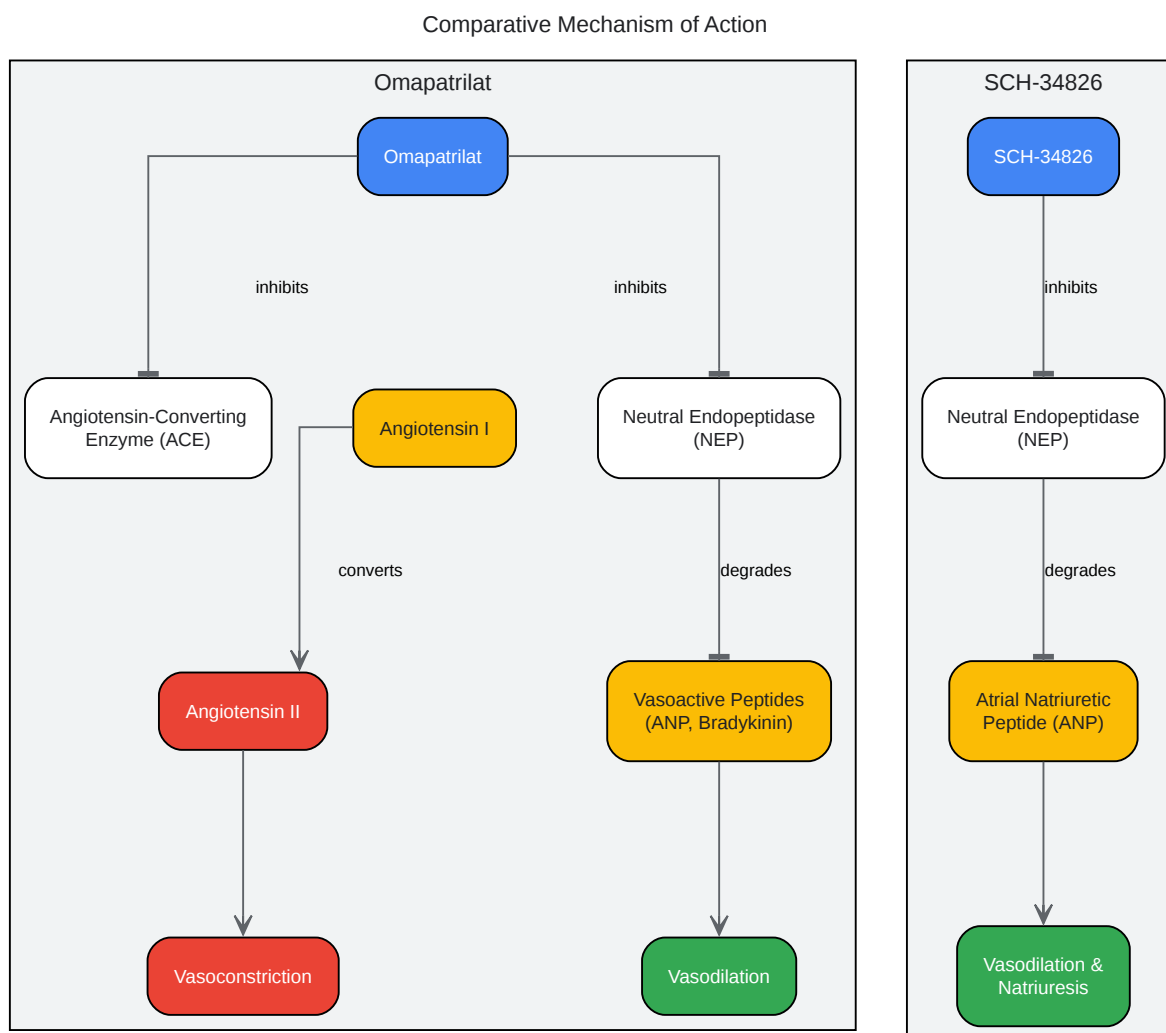 Comparative Mechanism of Action
Omapatrilat
Omapatrilat
inhibits
inhibits
Angiotensin-Converting
Enzyme (ACE)
Angiotensin I
Neutral Endopeptidase
(NEP)
converts
degrades
Angiotensin II
Vasoactive Peptides
(ANP, Bradykinin)
Vasoconstriction
Vasodilation
SCH-34826
SCH-34826
inhibits
Neutral Endopeptidase
(NEP)
degrades
Atrial Natriuretic
Peptide (ANP)
Vasodilation &
Natriuresis